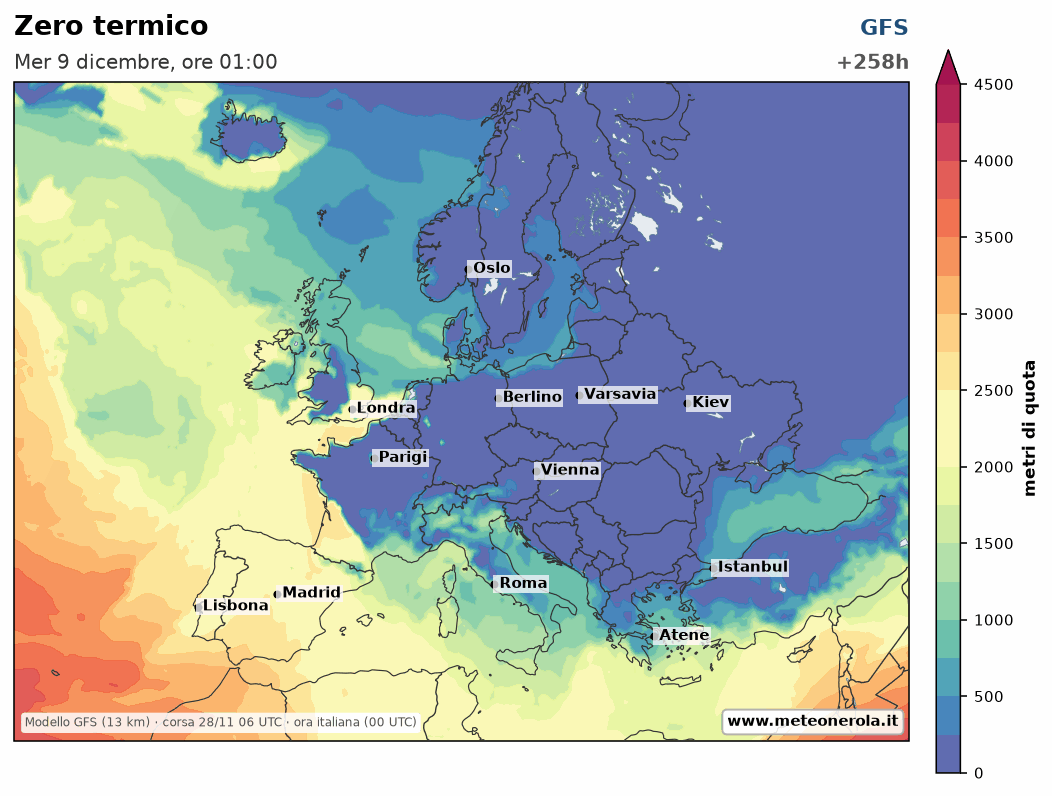 Zero termico
GFS
Mer 9 dicembre, ore 01:00
+258h
4500
4000
3500
3000
2500
2000
1500
1000
500
0
metri di quota
Oslo
Londra
Berlino
Varsavia
Kiev
Parigi
Vienna
Istanbul
Roma
Madrid
Lisbona
Atene
Modello GFS (13 km) · corsa 28/11 06 UTC · ora italiana (00 UTC)
www.meteonerola.it